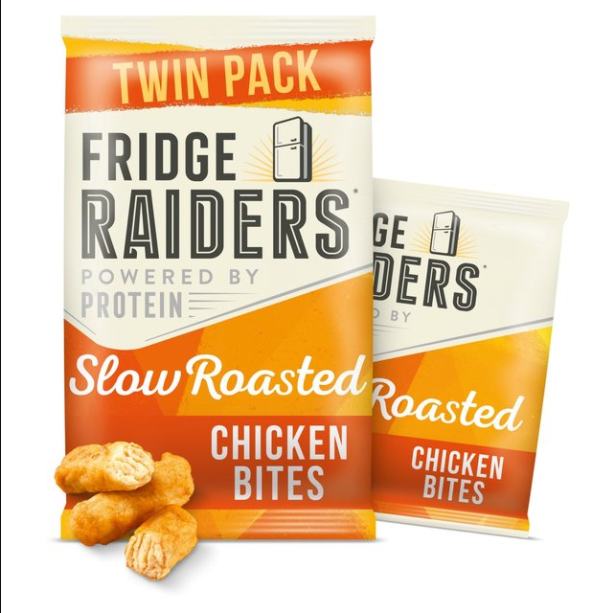 TWIN PACK
FRIDGE
RAIDERS
POWERED BY
PROTEIN
Slow Roasted
CHICKEN
BITES
GE
DERS
D BY
Roasted
CHICKEN
BITES